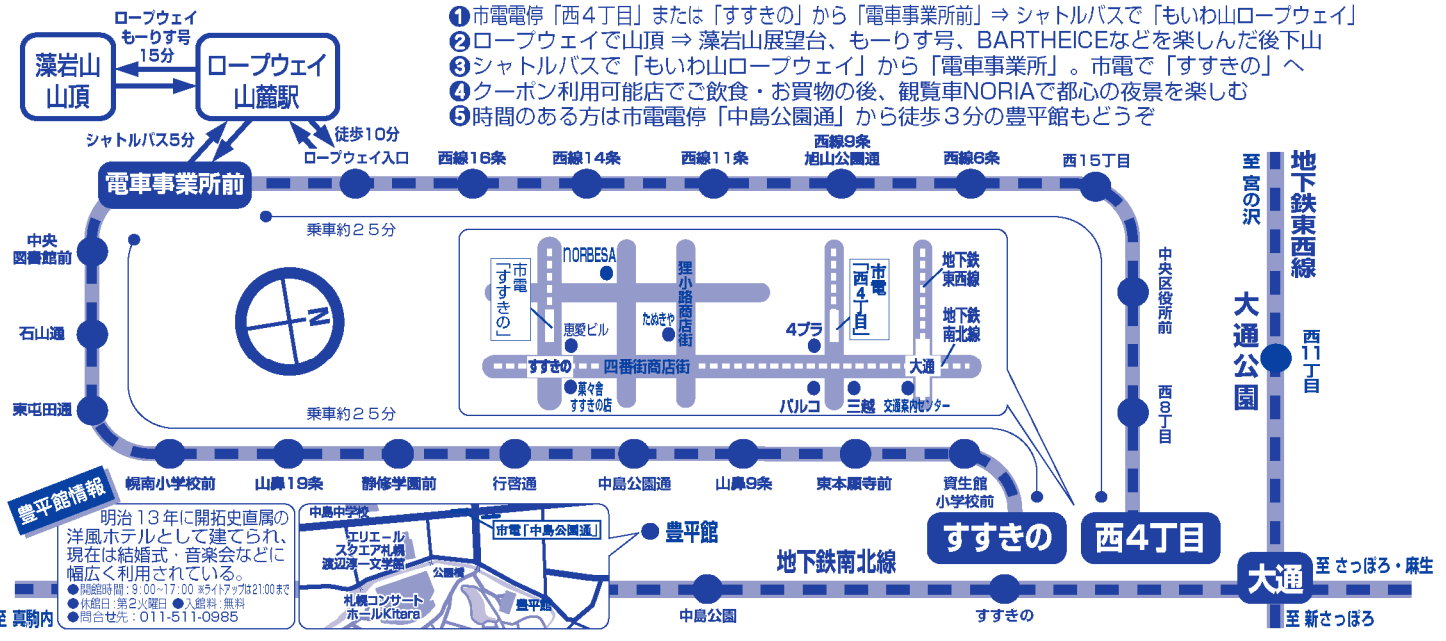 ❶市電電停「西４丁目」または「すすきの」から「電車事業所前」⇒ シャトルバスで「もいわ山ロープウェイ」
❷ロープウェイで山頂 ⇒ 藻岩山展望台、もーりす号、BARTHEICEなどを楽しんだ後下山
❸シャトルバスで「もいわ山ロープウェイ」から「電車事業所」。市電で「すすきの」へ
❹クーポン利用可能店でご飲食・お買物の後、観覧車NORIAで都心の夜景を楽しむ
❺時間のある方は市電電停「中島公園通」から徒歩３分の豊平館もどうぞ
ロープウェイ
もーりす号
15分
藻岩山
山頂
ロープウェイ
山麓駅
シャトルバス5分
徒歩10分
電車事業所前
ロープウェイ入口
西線16条
西線14条
西線11条
西線9条
旭山公園通
西線6条
西15丁目
中央区役所前
西8丁目
西4丁目
乗車約２５分
中央
図書館前
石山通
東屯田通
幌南小学校前
山鼻19条
静修学園前
行啓通
中島公園通
山鼻9条
東本願寺前
資生館
小学校前
すすきの
乗車約２５分
N
市電
「すすきの」
NORBESA
恵愛ビル
たぬきや
狸小路商店街
4プラ
市電
「西4丁目」
地下鉄
東西線
地下鉄
南北線
すすきの
四番街商店街
大通
菓々舎
すすきの店
パルコ
三越
交通案内センター
地下鉄東西線
至 宮の沢
大通公園
西11丁目
大通
至 さっぽろ・麻生
至 新さっぽろ
地下鉄南北線
中島公園
すすきの
至 真駒内
豊平館情報
明治１３年に開拓史直属の
洋風ホテルとして建てられ、
現在は結婚式・音楽会などに
幅広く利用されている。
●開館時間：9:00〜17:00 ※ライトアップは21:00まで
●休館日：第2火曜日 ●入館料：無料
●問合せ先：011-511-0985
中島中学校
エリエール
スクエア札幌
渡辺淳一文学館
市電「中島公園通」
公園橋
札幌コンサート
ホールKitara
豊平館
豊平館